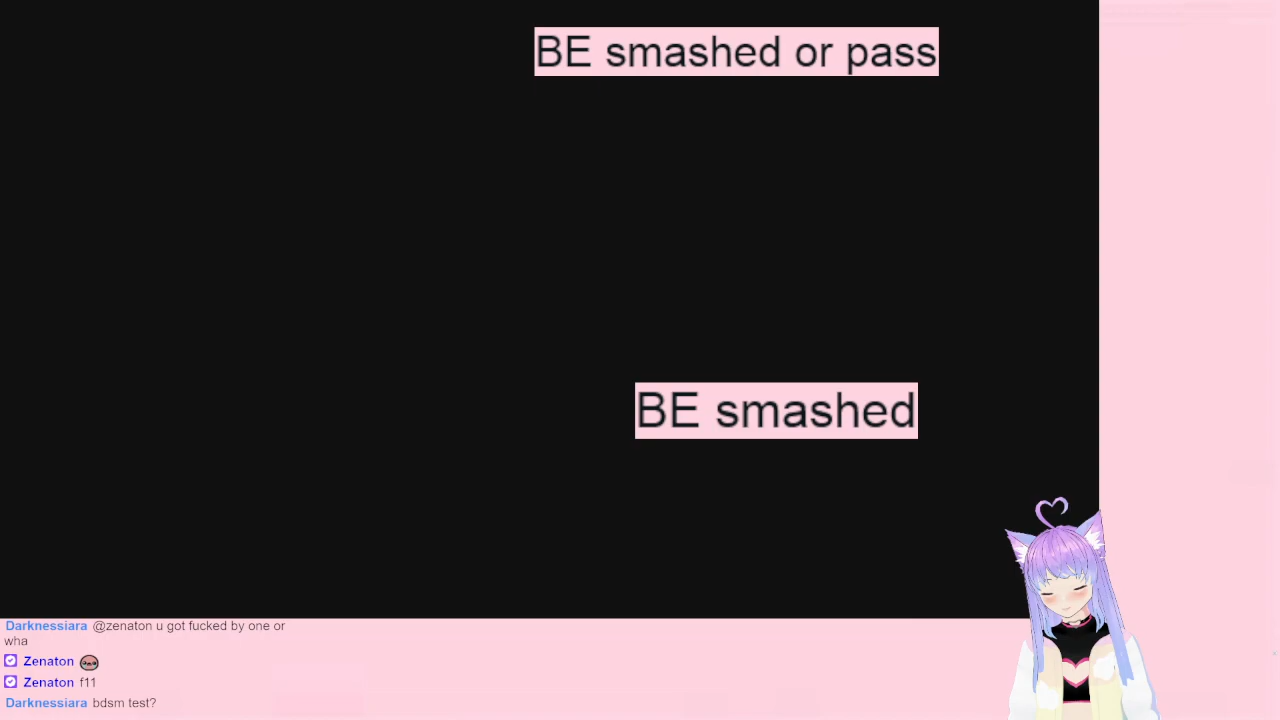 BE smashed or pass
BE smashed
Darknessiara @zenaton u got fucked by one or
wha
Zenaton
Zenaton f11
Darknessiara bdsm test?